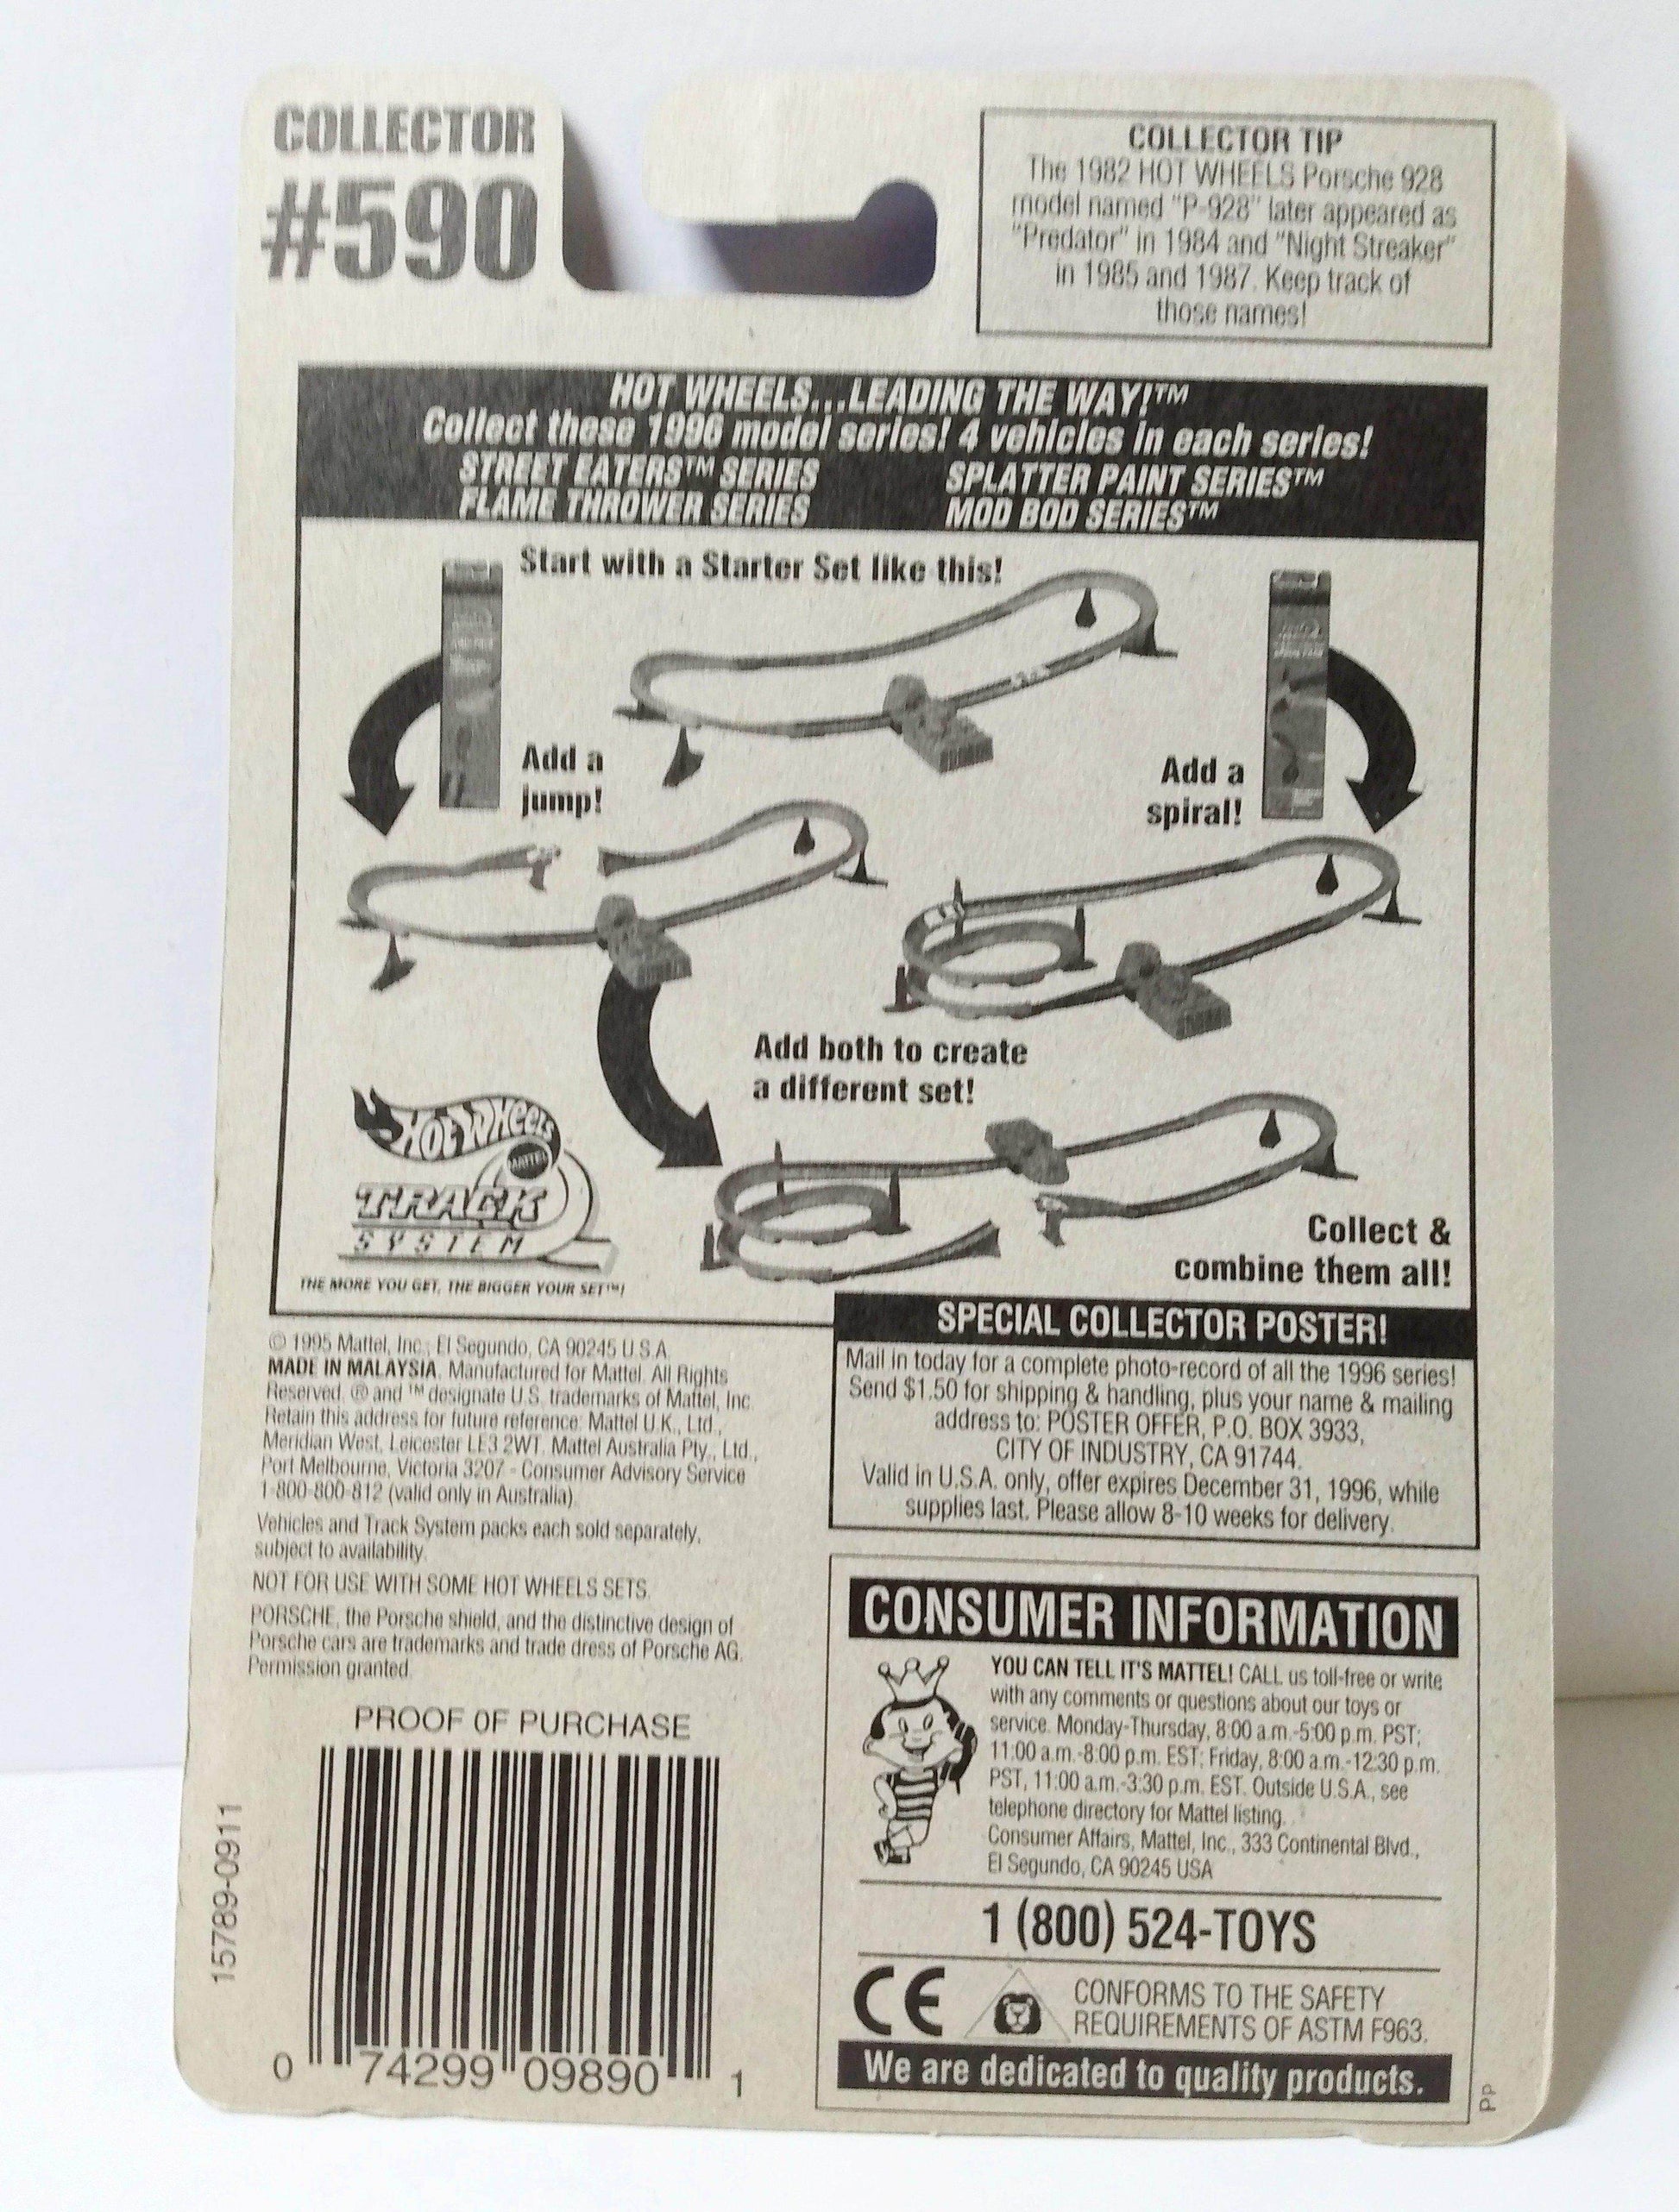 COLLECTOR
#590
COLLECTOR TIP
The 1982 HOT WHEELS Porsche 928
model named "P-928" later appeared as
"Predator" in 1984 and "Night Streaker"
in 1985 and 1987. Keep track of
those names!
HOT WHEELS...LEADING THE WAY!™
Collect these 1996 model series! 4 vehicles in each series!
STREET EATERS™ SERIES
SPLATTER PAINT SERIES™
FLAME THROWER SERIES
MOD BOD SERIES™
Start with a Starter Set like this!
Add a
jump!
Add a
spiral!
Add both to create
a different set!
HOT WHEELS
MATTEL
TRACK
SYSTEM
THE MORE YOU GET, THE BIGGER YOUR SET™!
Collect &
combine them all!
© 1995 Mattel, Inc., El Segundo, CA 90245 U.S.A.
MADE IN MALAYSIA. Manufactured for Mattel. All Rights
Reserved. ® and ™ designate U.S. trademarks of Mattel, Inc.
Retain this address for future reference: Mattel U.K., Ltd.,
Meridian West, Leicester LE3 2WT. Mattel Australia Pty., Ltd.,
Port Melbourne, Victoria 3207 - Consumer Advisory Service
1-800-800-812 (valid only in Australia).
Vehicles and Track System packs each sold separately,
subject to availability.
NOT FOR USE WITH SOME HOT WHEELS SETS.
PORSCHE, the Porsche shield, and the distinctive design of
Porsche cars are trademarks and trade dress of Porsche AG.
Permission granted.
SPECIAL COLLECTOR POSTER!
Mail in today for a complete photo-record of all the 1996 series!
Send $1.50 for shipping & handling, plus your name & mailing
address to: POSTER OFFER, P.O. BOX 3933,
CITY OF INDUSTRY, CA 91744.
Valid in U.S.A. only, offer expires December 31, 1996, while
supplies last. Please allow 8-10 weeks for delivery.
PROOF OF PURCHASE
15789-0911
0 74299 09890 1
CONSUMER INFORMATION
YOU CAN TELL IT'S MATTEL! CALL us toll-free or write
with any comments or questions about our toys or
service. Monday-Thursday, 8:00 a.m.-5:00 p.m. PST;
11:00 a.m.-8:00 p.m. EST; Friday, 8:00 a.m.-12:30 p.m.
PST, 11:00 a.m.-3:30 p.m. EST. Outside U.S.A., see
telephone directory for Mattel listing.
Consumer Affairs, Mattel, Inc., 333 Continental Blvd.,
El Segundo, CA 90245 USA
1 (800) 524-TOYS
CE
CONFORMS TO THE SAFETY
REQUIREMENTS OF ASTM F963.
We are dedicated to quality products.
Pp